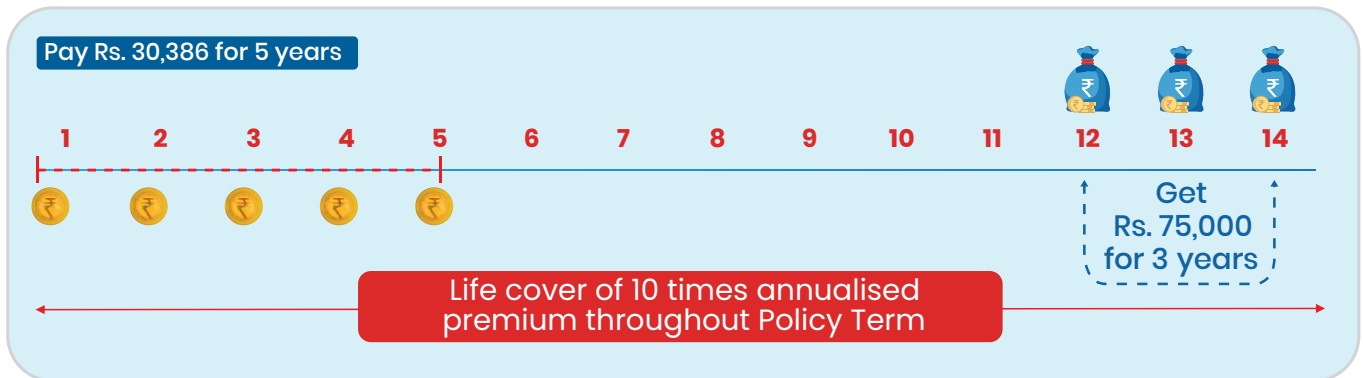 Pay Rs. 30,386 for 5 years
₹ ₹ ₹
1 2 3 4 5 6 7 8 9 10 11 12 13 14
₹ ₹ ₹ ₹ ₹
Get
Rs. 75,000
for 3 years
Life cover of 10 times annualised
premium throughout Policy Term